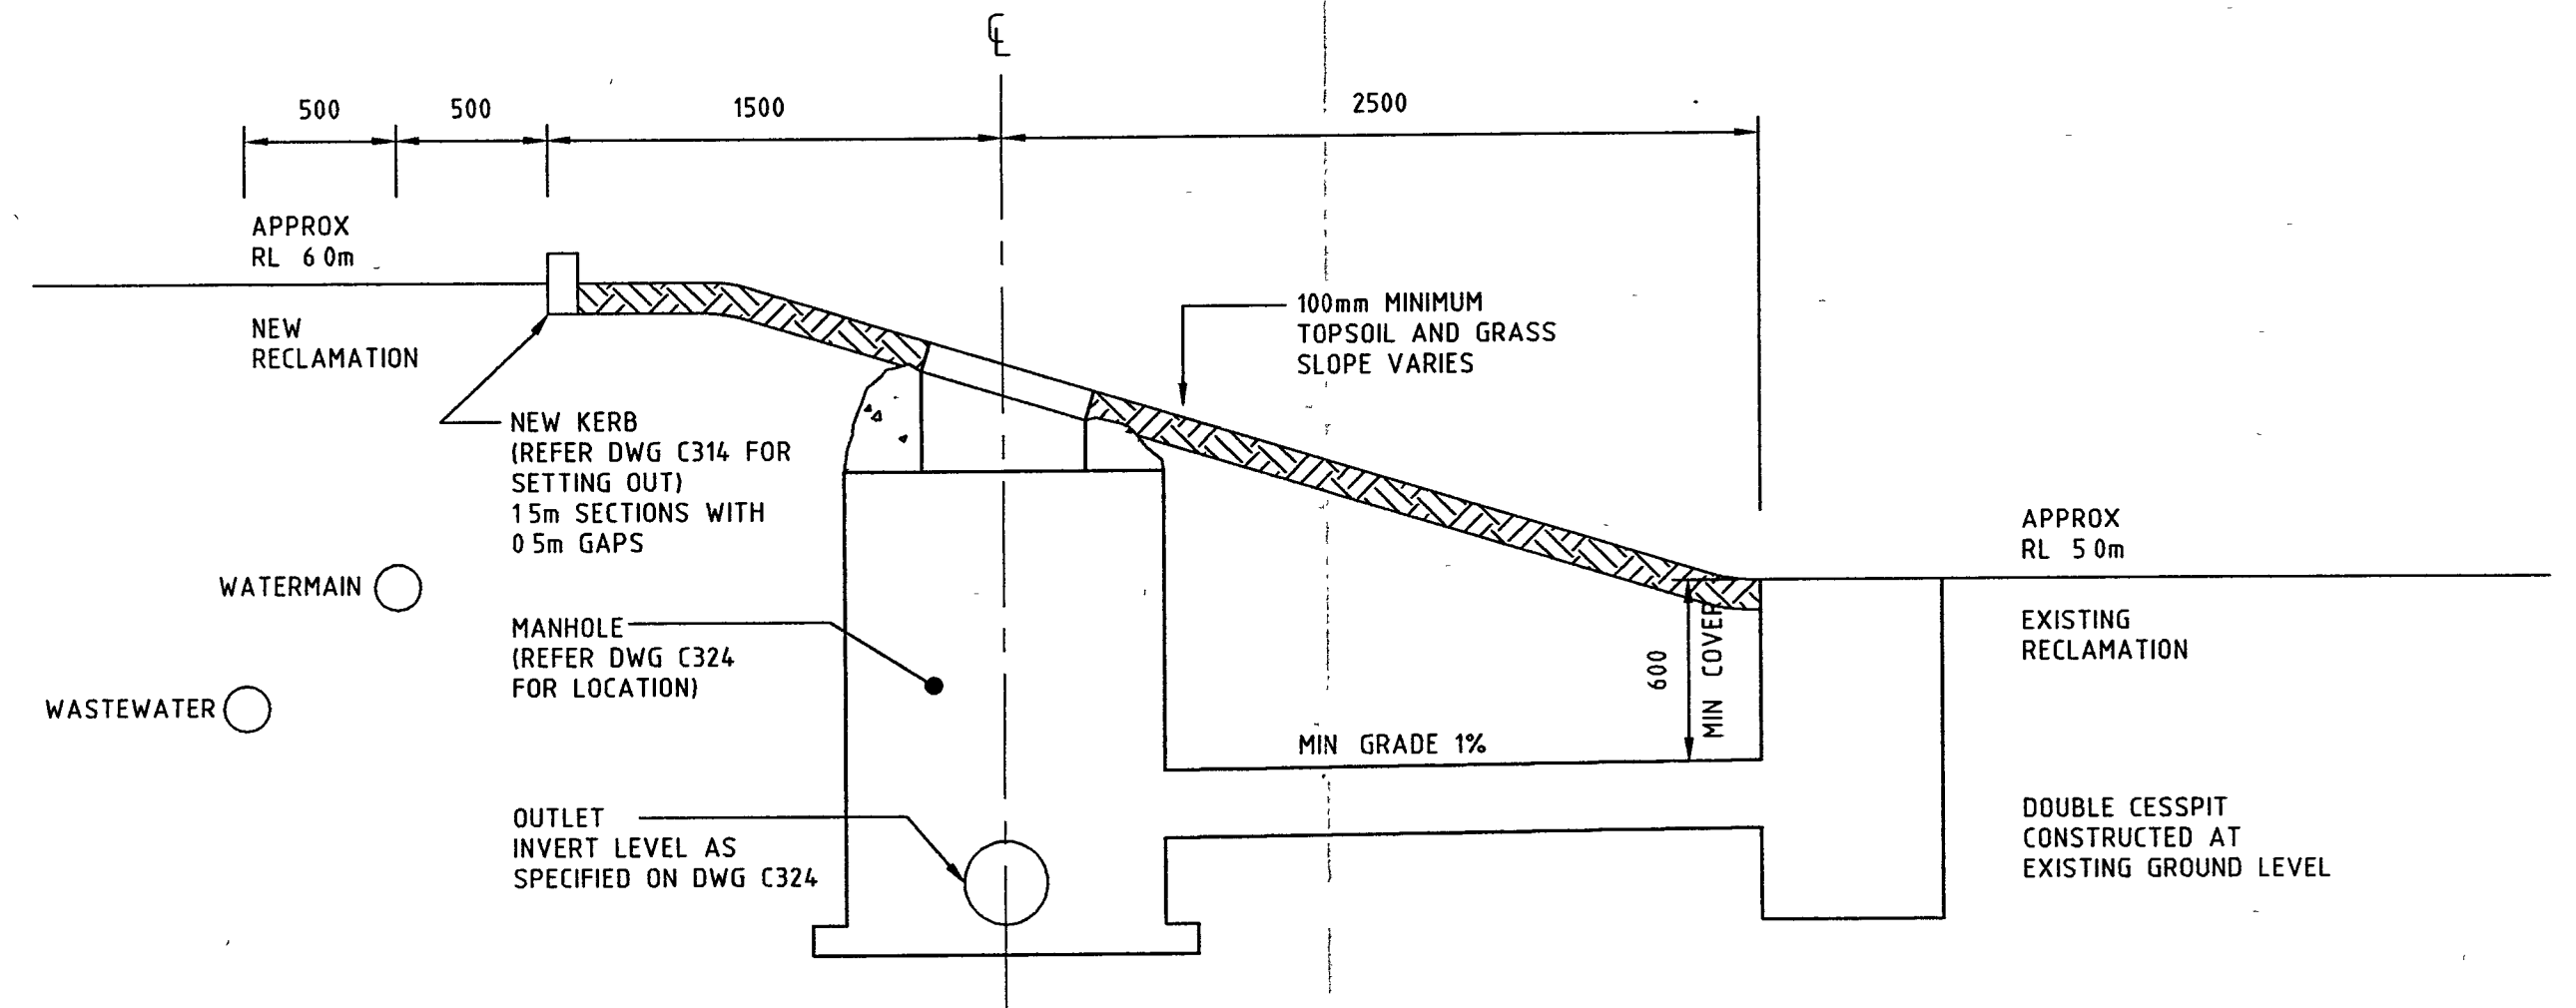 ℄
500
500
1500
2500
APPROX
RL 6 0m
NEW
RECLAMATION
100mm MINIMUM
TOPSOIL AND GRASS
SLOPE VARIES
NEW KERB
(REFER DWG C314 FOR
SETTING OUT)
1 5m SECTIONS WITH
0 5m GAPS
APPROX
RL 5 0m
WATERMAIN
EXISTING
RECLAMATION
MANHOLE
(REFER DWG C324
FOR LOCATION)
600
MIN COVER
WASTEWATER
MIN GRADE 1%
OUTLET
INVERT LEVEL AS
SPECIFIED ON DWG C324
DOUBLE CESSPIT
CONSTRUCTED AT
EXISTING GROUND LEVEL